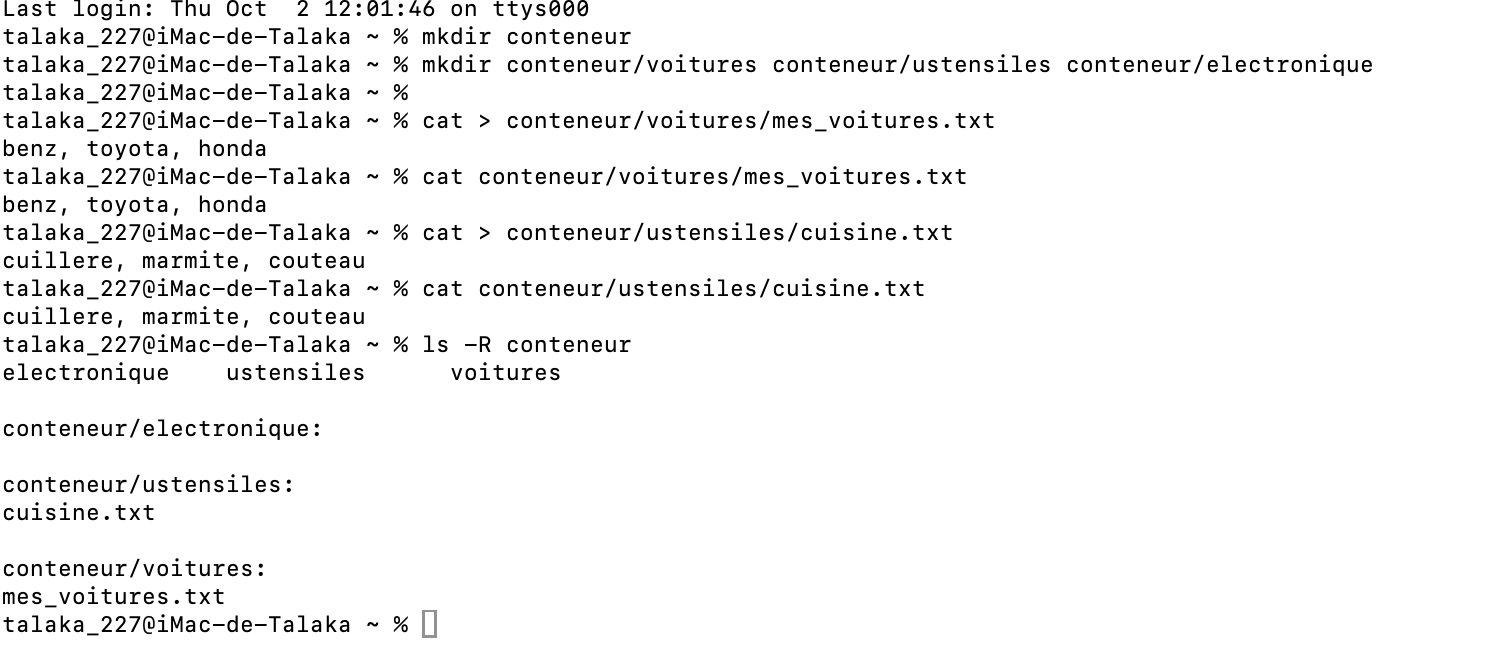 Last login: Thu Oct  2 12:01:46 on ttys000
talaka_227@iMac-de-Talaka ~ % mkdir conteneur
talaka_227@iMac-de-Talaka ~ % mkdir conteneur/voitures conteneur/ustensiles conteneur/electronique
talaka_227@iMac-de-Talaka ~ %
talaka_227@iMac-de-Talaka ~ % cat > conteneur/voitures/mes_voitures.txt
benz, toyota, honda
talaka_227@iMac-de-Talaka ~ % cat conteneur/voitures/mes_voitures.txt
benz, toyota, honda
talaka_227@iMac-de-Talaka ~ % cat > conteneur/ustensiles/cuisine.txt
cuillere, marmite, couteau
talaka_227@iMac-de-Talaka ~ % cat conteneur/ustensiles/cuisine.txt
cuillere, marmite, couteau
talaka_227@iMac-de-Talaka ~ % ls -R conteneur
electronique    ustensiles      voitures

conteneur/electronique:

conteneur/ustensiles:
cuisine.txt

conteneur/voitures:
mes_voitures.txt
talaka_227@iMac-de-Talaka ~ %